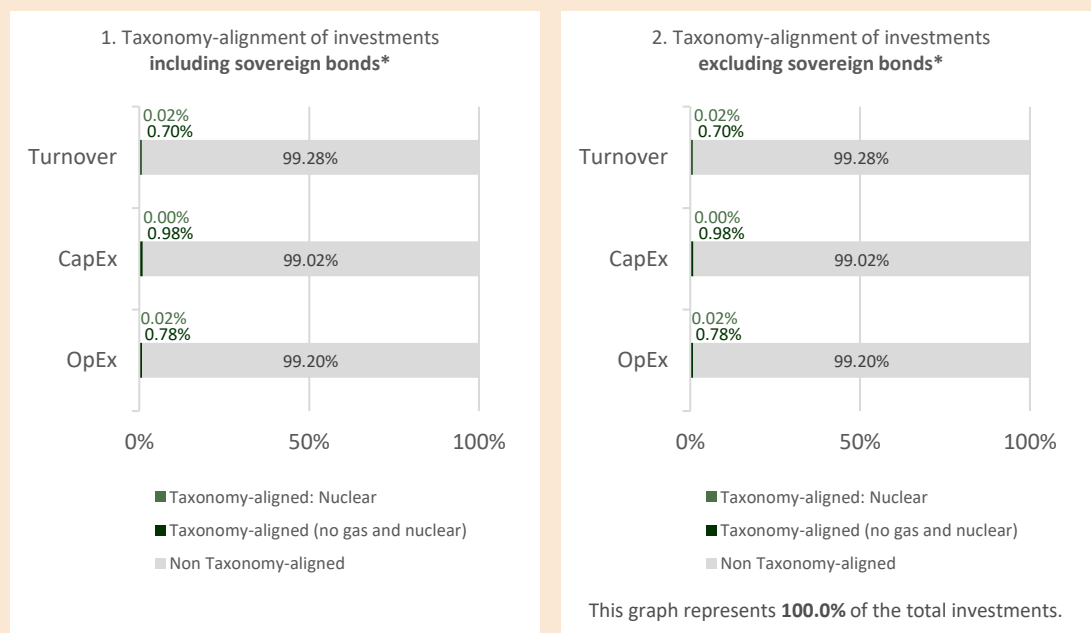 1. Taxonomy-alignment of investments
including sovereign bonds*
0.02%
0.70%
Turnover
99.28%
0.00%
0.98%
CapEx
99.02%
0.02%
0.78%
OpEx
99.20%
0%
50%
100%
Taxonomy-aligned: Nuclear
Taxonomy-aligned (no gas and nuclear)
Non Taxonomy-aligned
2. Taxonomy-alignment of investments
excluding sovereign bonds*
0.02%
0.70%
Turnover
99.28%
0.00%
0.98%
CapEx
99.02%
0.02%
0.78%
OpEx
99.20%
0%
50%
100%
Taxonomy-aligned: Nuclear
Taxonomy-aligned (no gas and nuclear)
Non Taxonomy-aligned
This graph represents 100.0% of the total investments.